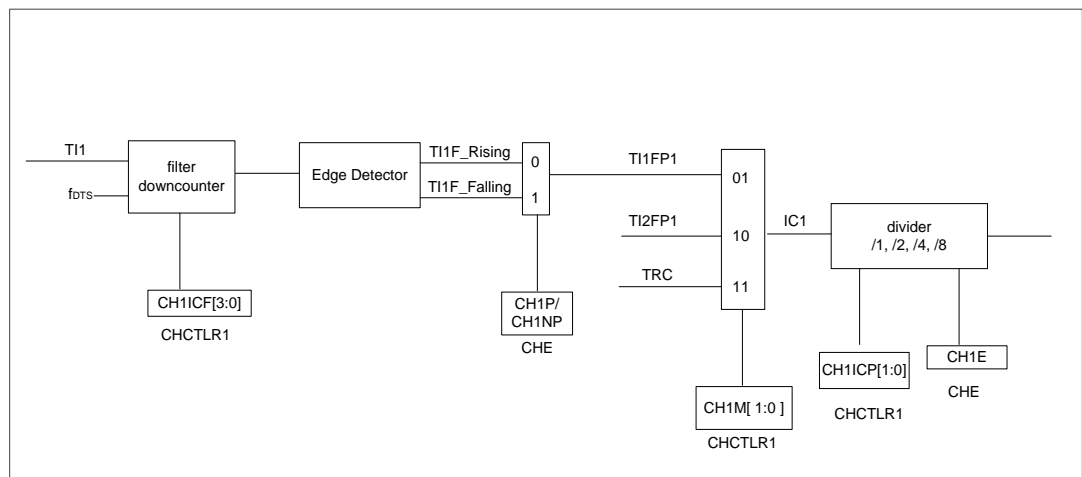 TI1
fDTS
filter
downcounter
CH1ICF[3:0]
CHCTLR1
Edge Detector
TI1F_Rising
TI1F_Falling
0
1
CH1P/
CH1NP
CHE
TI1FP1
TI2FP1
TRC
01
10
11
CH1M[ 1:0 ]
CHCTLR1
IC1
divider
/1, /2, /4, /8
CH1ICP[1:0]
CHCTLR1
CH1E
CHE